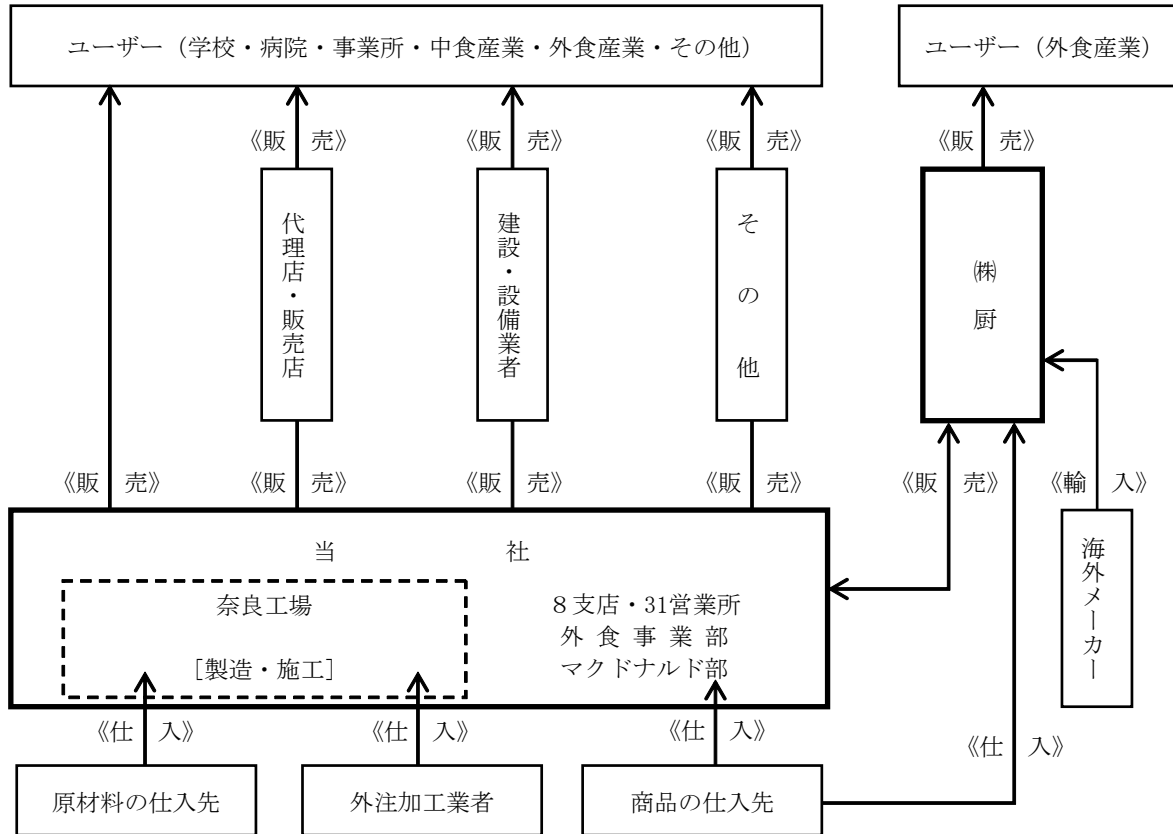 ユーザー（学校・病院・事業所・中食産業・外食産業・その他）
ユーザー（外食産業）
《販　売》
《販　売》
《販　売》
《販　売》
代理店・販売店
建設・設備業者
その他
㈱厨
《販　売》
《販　売》
《販　売》
《販　売》
《販　売》
《輸　入》
当　社
奈良工場
[製造・施工]
８支店・31営業所
外食事業部
マクドナルド部
海外メーカー
《仕　入》
《仕　入》
《仕　入》
《仕　入》
原材料の仕入先
外注加工業者
商品の仕入先